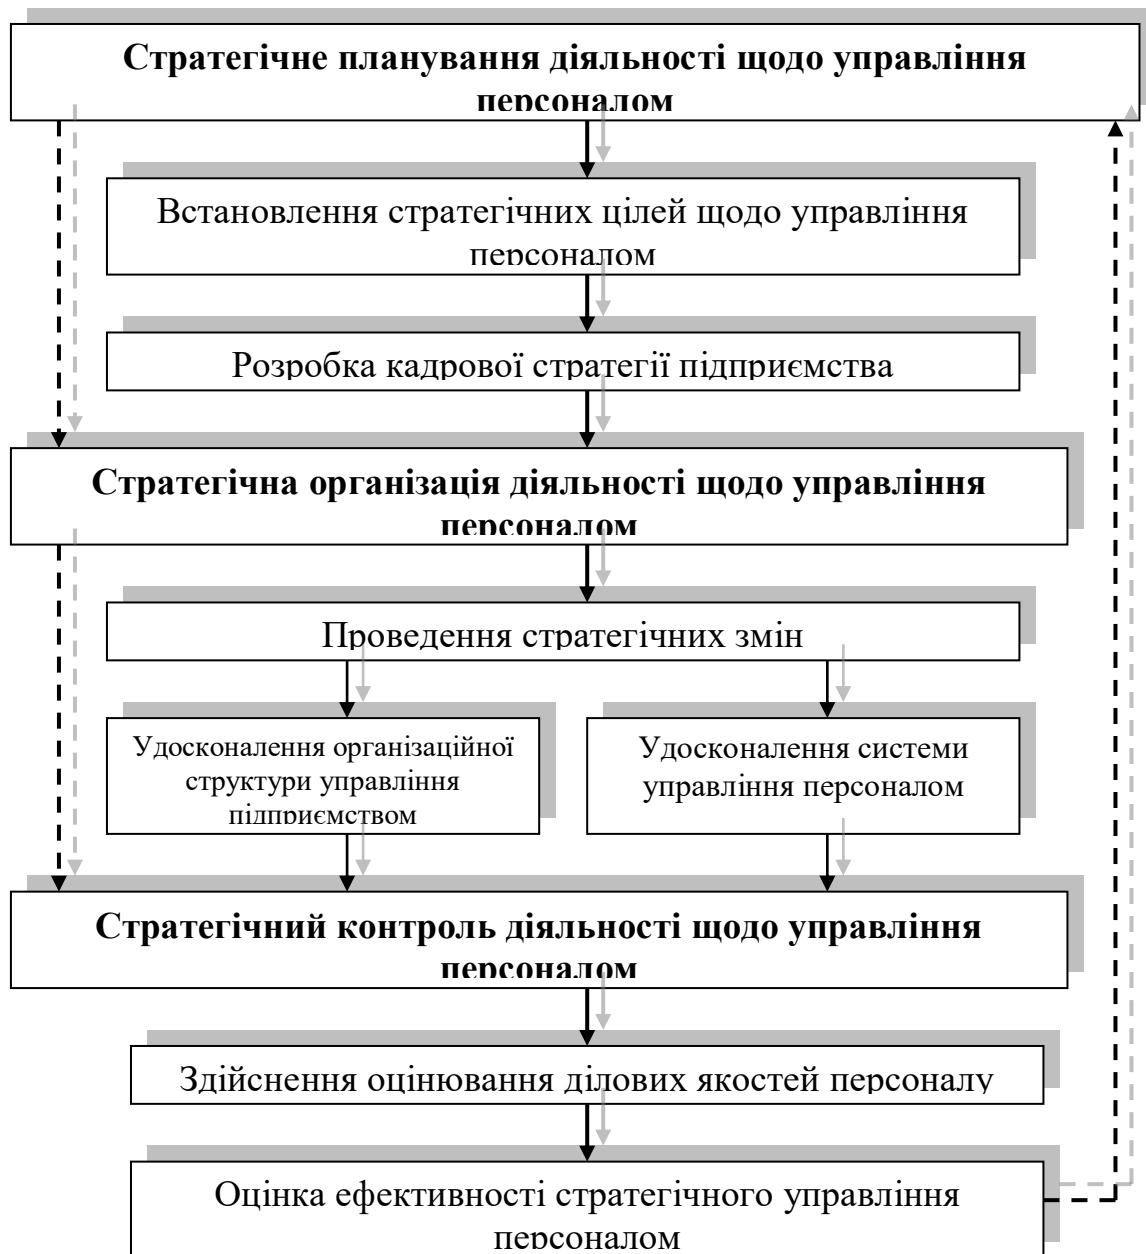 Стратегічне планування діяльності щодо управління
персоналом
Встановлення стратегічних цілей щодо управління
персоналом
Розробка кадрової стратегії підприємства
Стратегічна організація діяльності щодо управління
персоналом
Проведення стратегічних змін
Удосконалення організаційної
структури управління
підприємством
Удосконалення системи
управління персоналом
Стратегічний контроль діяльності щодо управління
персоналом
Здійснення оцінювання ділових якостей персоналу
Оцінка ефективності стратегічного управління
персоналом